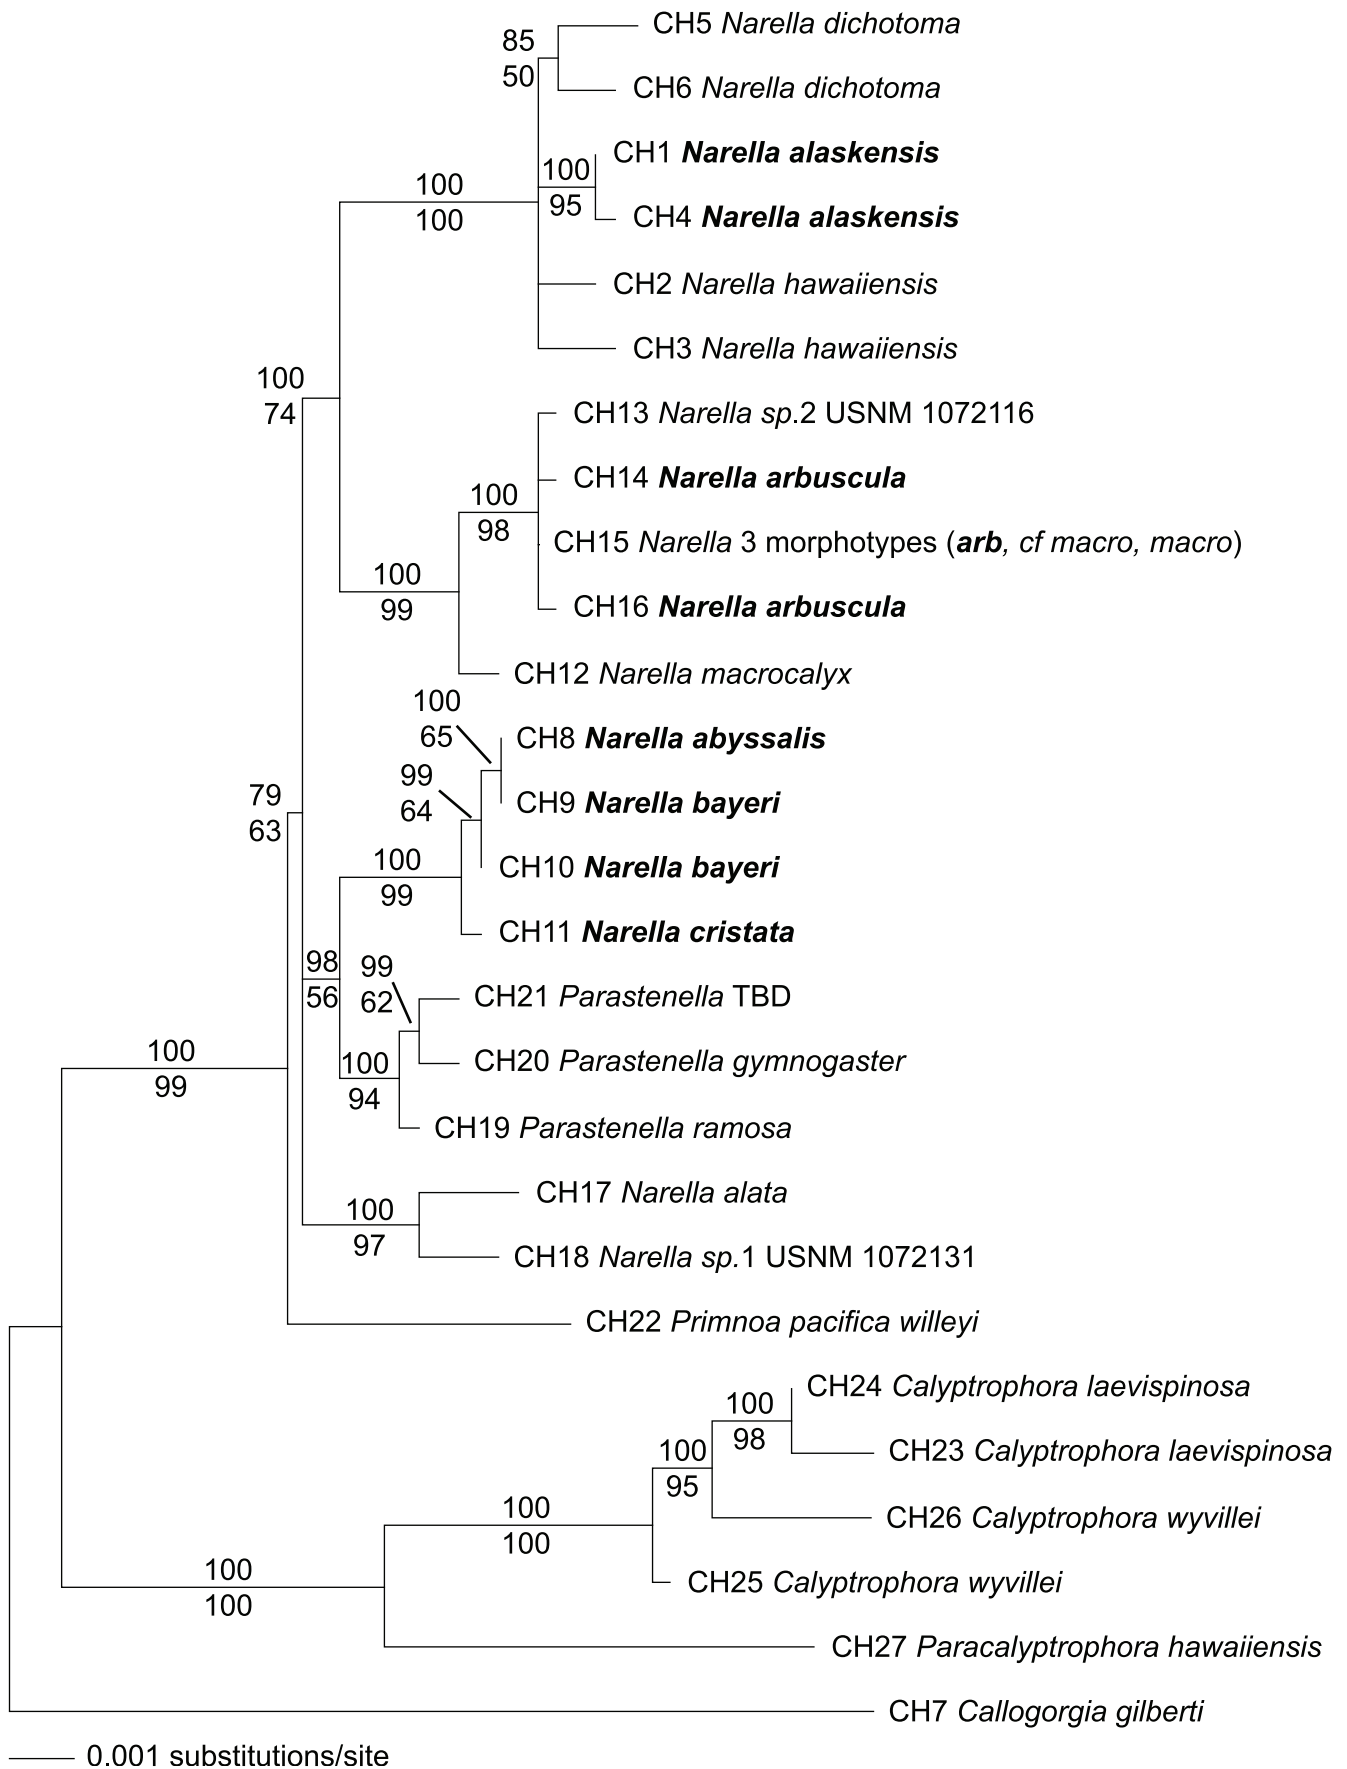 CH5 Narella dichotoma
85
50
CH6 Narella dichotoma
CH1 Narella alaskensis
100
95
100
100
CH4 Narella alaskensis
CH2 Narella hawaiiensis
CH3 Narella hawaiiensis
100
74
CH13 Narella sp.2 USNM 1072116
CH14 Narella arbuscula
100
98
CH15 Narella 3 morphotypes (arb, cf macro, macro)
100
99
CH16 Narella arbuscula
CH12 Narella macrocalyx
100
65
CH8 Narella abyssalis
99
64
CH9 Narella bayeri
79
63
100
99
CH10 Narella bayeri
CH11 Narella cristata
98
56
99
62
CH21 Parastenella TBD
100
99
100
94
CH20 Parastenella gymnogaster
CH19 Parastenella ramosa
CH17 Narella alata
100
97
CH18 Narella sp.1 USNM 1072131
CH22 Primnoa pacifica willeyi
CH24 Calyptrophora laevispinosa
100
98
CH23 Calyptrophora laevispinosa
100
95
CH26 Calyptrophora wyvillei
100
100
CH25 Calyptrophora wyvillei
100
100
CH27 Paracalyptrophora hawaiiensis
CH7 Callogorgia gilberti
0.001 substitutions/site